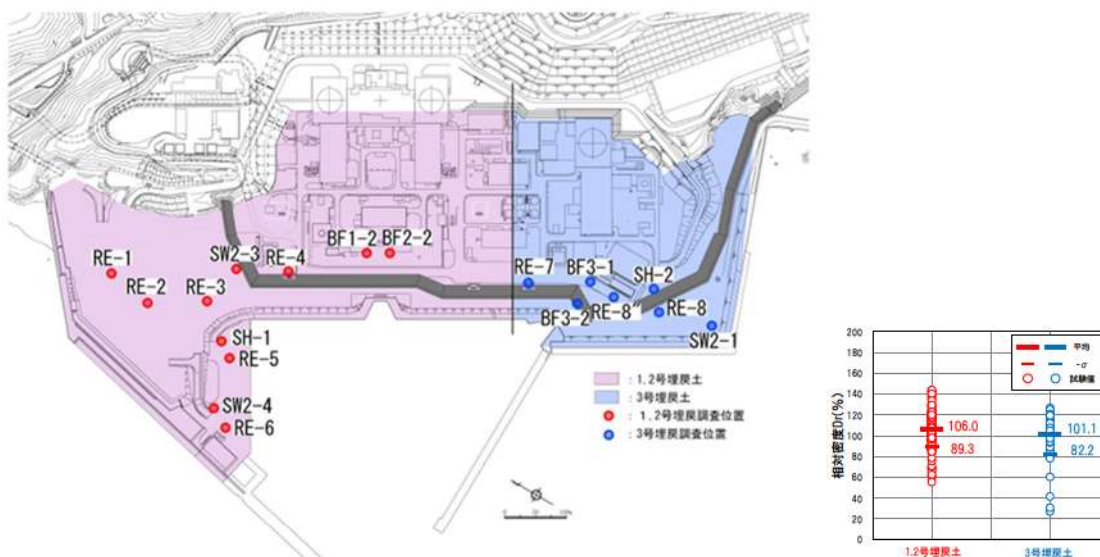 RE-1
RE-2
RE-3
SW2-3
RE-4
BF1-2
BF2-2
RE-7
BF3-1
SH-2
BF3-2
RE-8"
RE-8
SW2-1
SH-1
RE-5
SW2-4
RE-6
：1.2号埋戻土
：3号埋戻土
：1.2号埋戻調査位置
：3号埋戻調査位置
相対密度Dr(%)
200
180
160
140
120
100
80
60
40
20
0
平均
-σ
試験値
106.0
89.3
101.1
82.2
1.2号埋戻土
3号埋戻土